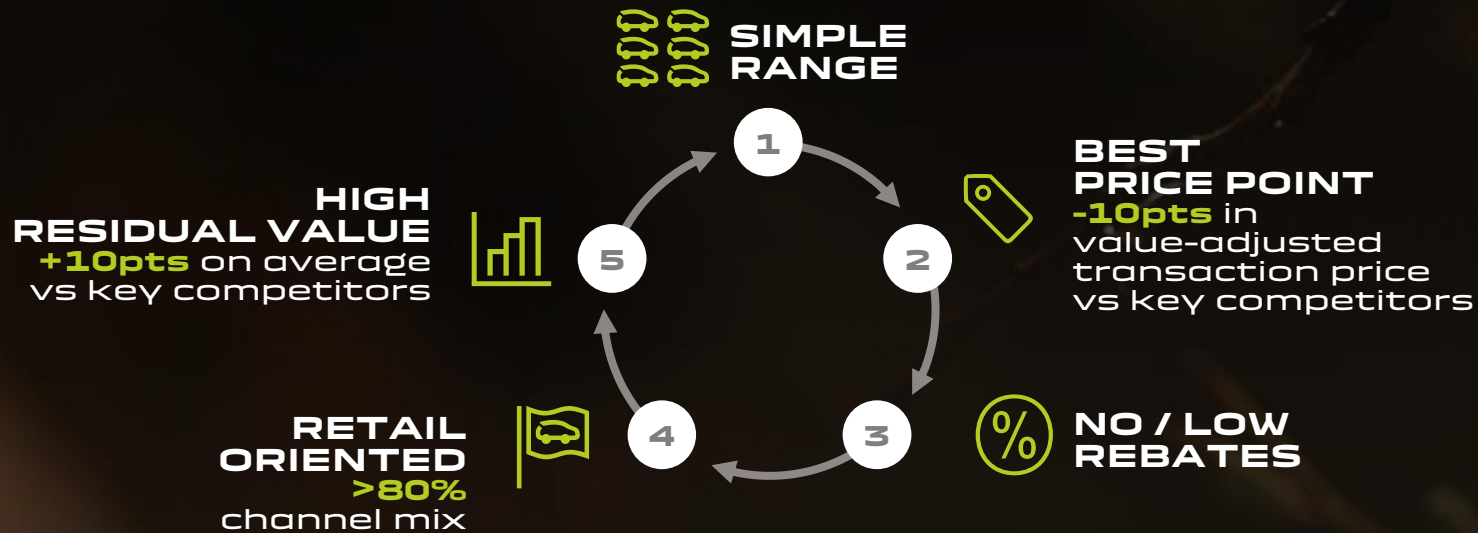 SIMPLE
RANGE
1
BEST
PRICE POINT
-10pts in
value-adjusted
transaction price
vs key competitors
2
NO / LOW
REBATES
%
3
RETAIL
ORIENTED
>80%
channel mix
4
HIGH
RESIDUAL VALUE
+10pts on average
vs key competitors
5